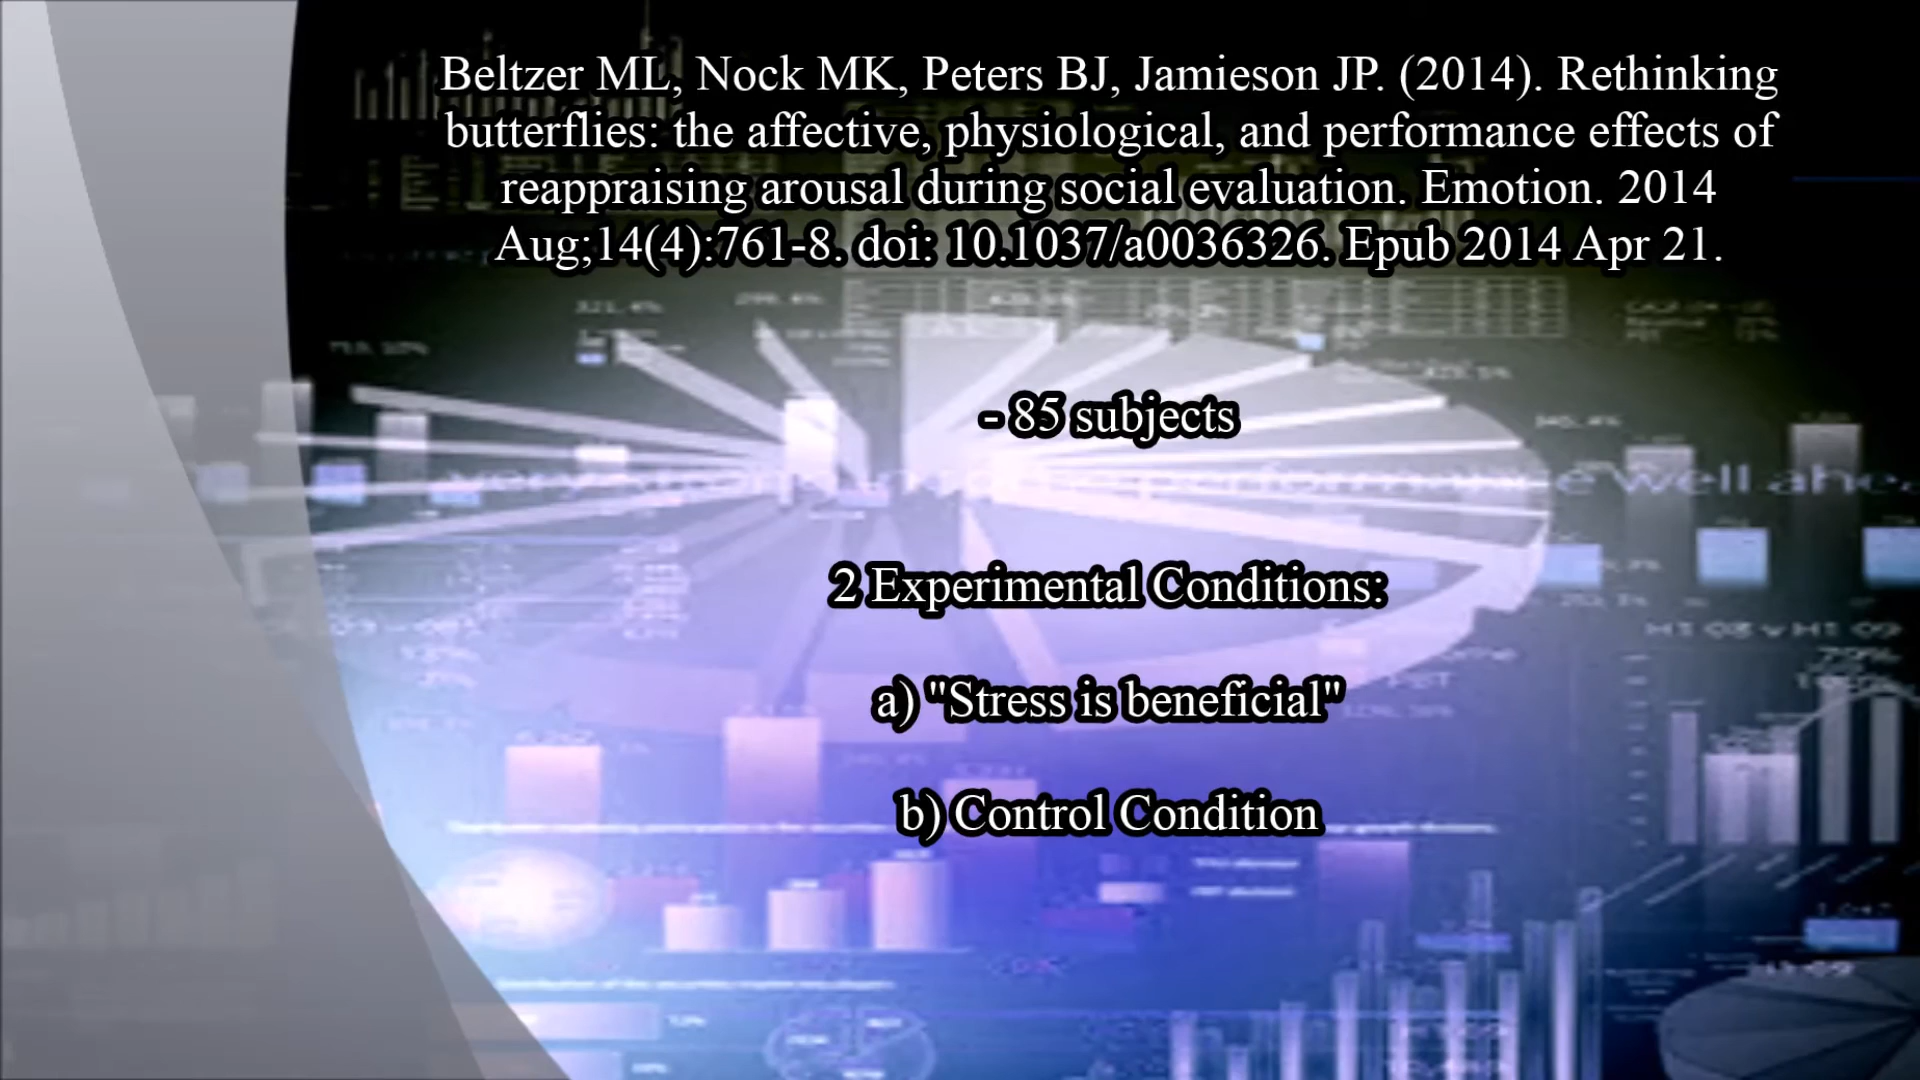 Beltzer ML, Nock MK, Peters BJ, Jamieson JP. (2014). Rethinking
butterflies: the affective, physiological, and performance effects of
reappraising arousal during social evaluation. Emotion. 2014
Aug;14(4):761-8. doi: 10.1037/a0036326. Epub 2014 Apr 21.
- 85 subjects
2 Experimental Conditions:
a) "Stress is beneficial"
b) Control Condition